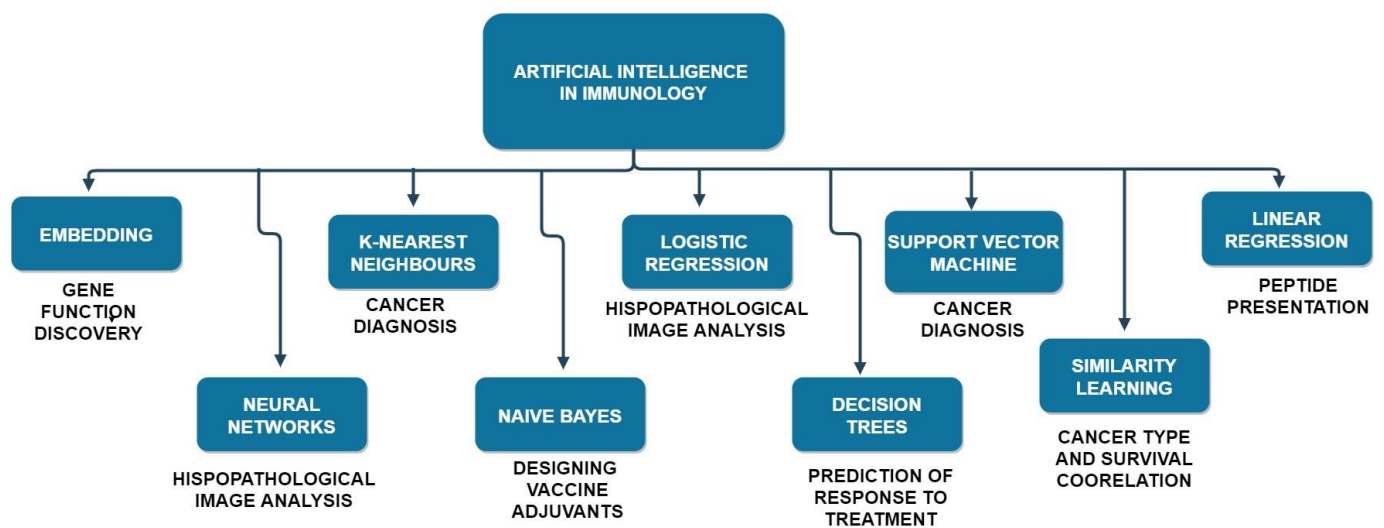 ARTIFICIAL INTELLIGENCE
IN IMMUNOLOGY
EMBEDDING
GENE
FUNCTION
DISCOVERY
NEURAL
NETWORKS
HISPOPATHOLOGICAL
IMAGE ANALYSIS
K-NEAREST
NEIGHBOURS
CANCER
DIAGNOSIS
NAIVE BAYES
DESIGNING
VACCINE
ADJUVANTS
LOGISTIC
REGRESSION
HISPOPATHOLOGICAL
IMAGE ANALYSIS
DECISION
TREES
PREDICTION OF
RESPONSE TO
TREATMENT
SUPPORT VECTOR
MACHINE
CANCER
DIAGNOSIS
SIMILARITY
LEARNING
CANCER TYPE
AND SURVIVAL
COORELATION
LINEAR
REGRESSION
PEPTIDE
PRESENTATION